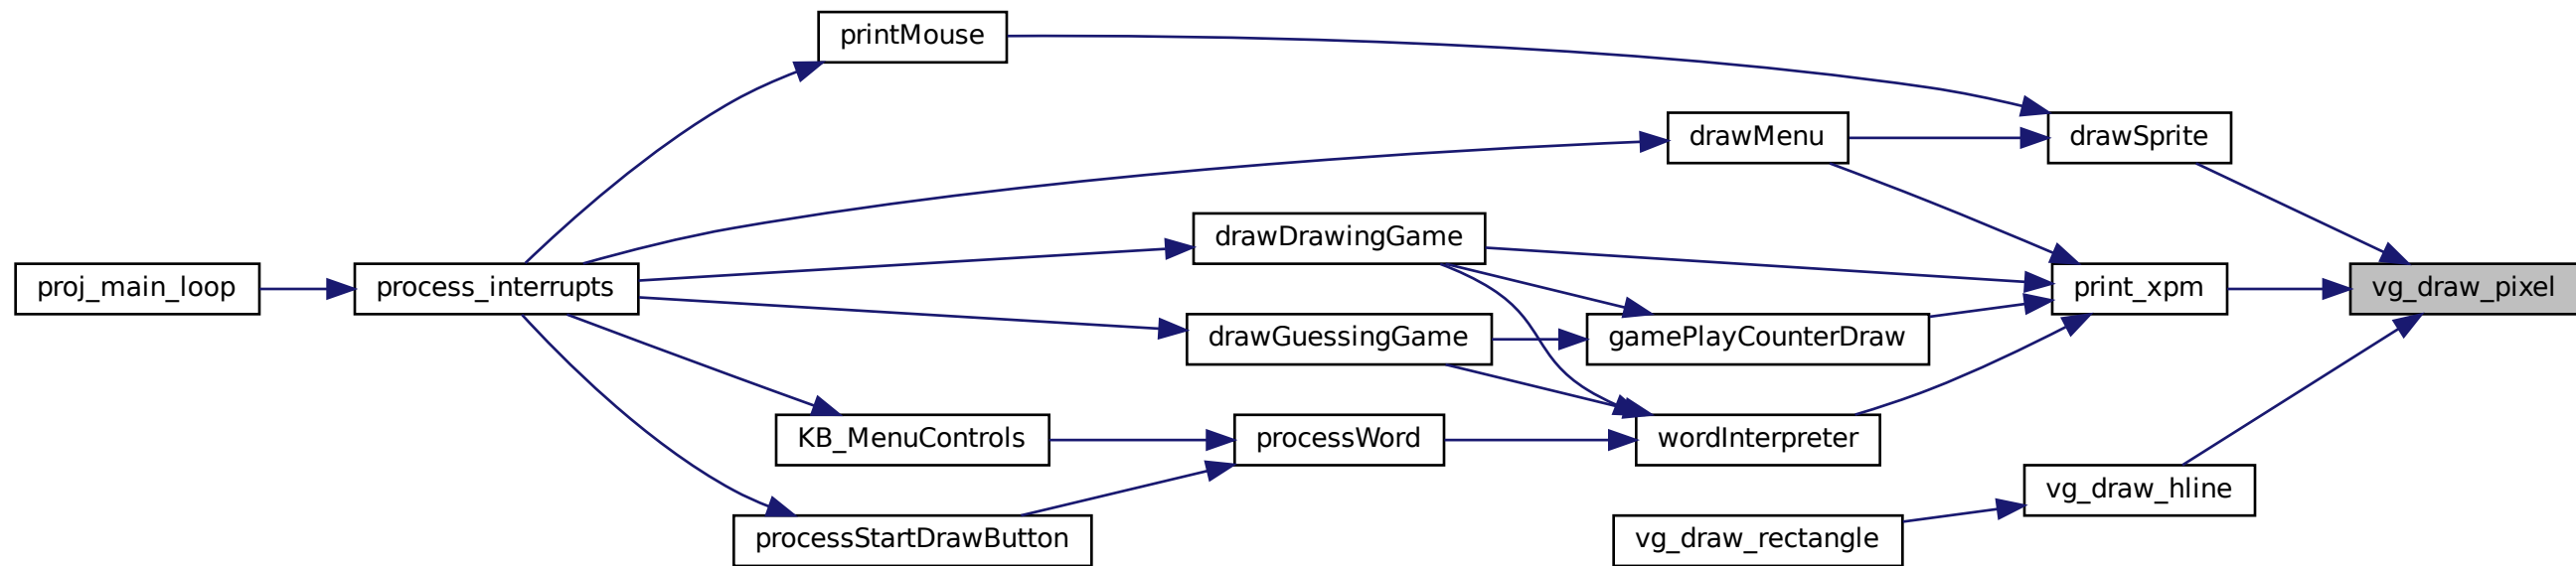 printMouse
drawMenu
drawSprite
drawDrawingGame
proj_main_loop
process_interrupts
print_xpm
vg_draw_pixel
drawGuessingGame
gamePlayCounterDraw
KB_MenuControls
processWord
wordInterpreter
vg_draw_hline
processStartDrawButton
vg_draw_rectangle